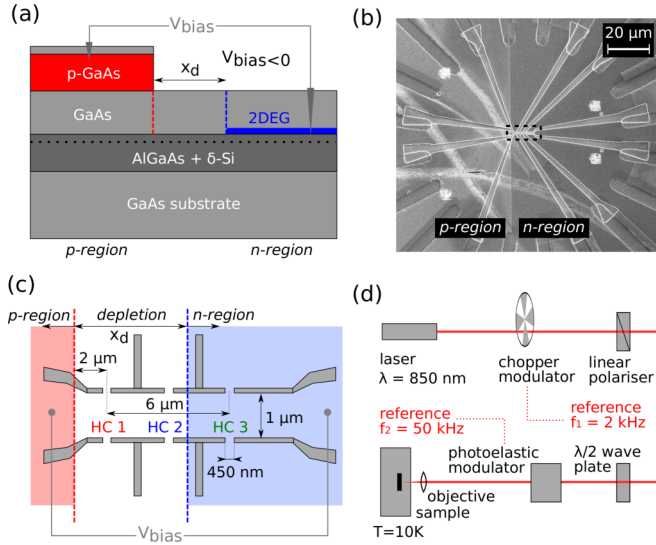 (a)
V_bias
p-GaAs
x_d
V_bias<0
GaAs
2DEG
AlGaAs + δ-Si
GaAs substrate
p-region
n-region
(b)
20 µm
p-region
n-region
(c)
p-region
depletion
n-region
x_d
2 µm
6 µm
1 µm
HC 1
HC 2
HC 3
450 nm
V_bias
(d)
laser
λ = 850 nm
chopper
modulator
linear
polariser
reference
f₂ = 50 kHz
reference
f₁ = 2 kHz
photoelastic
modulator
λ/2 wave
plate
objective
sample
T=10K